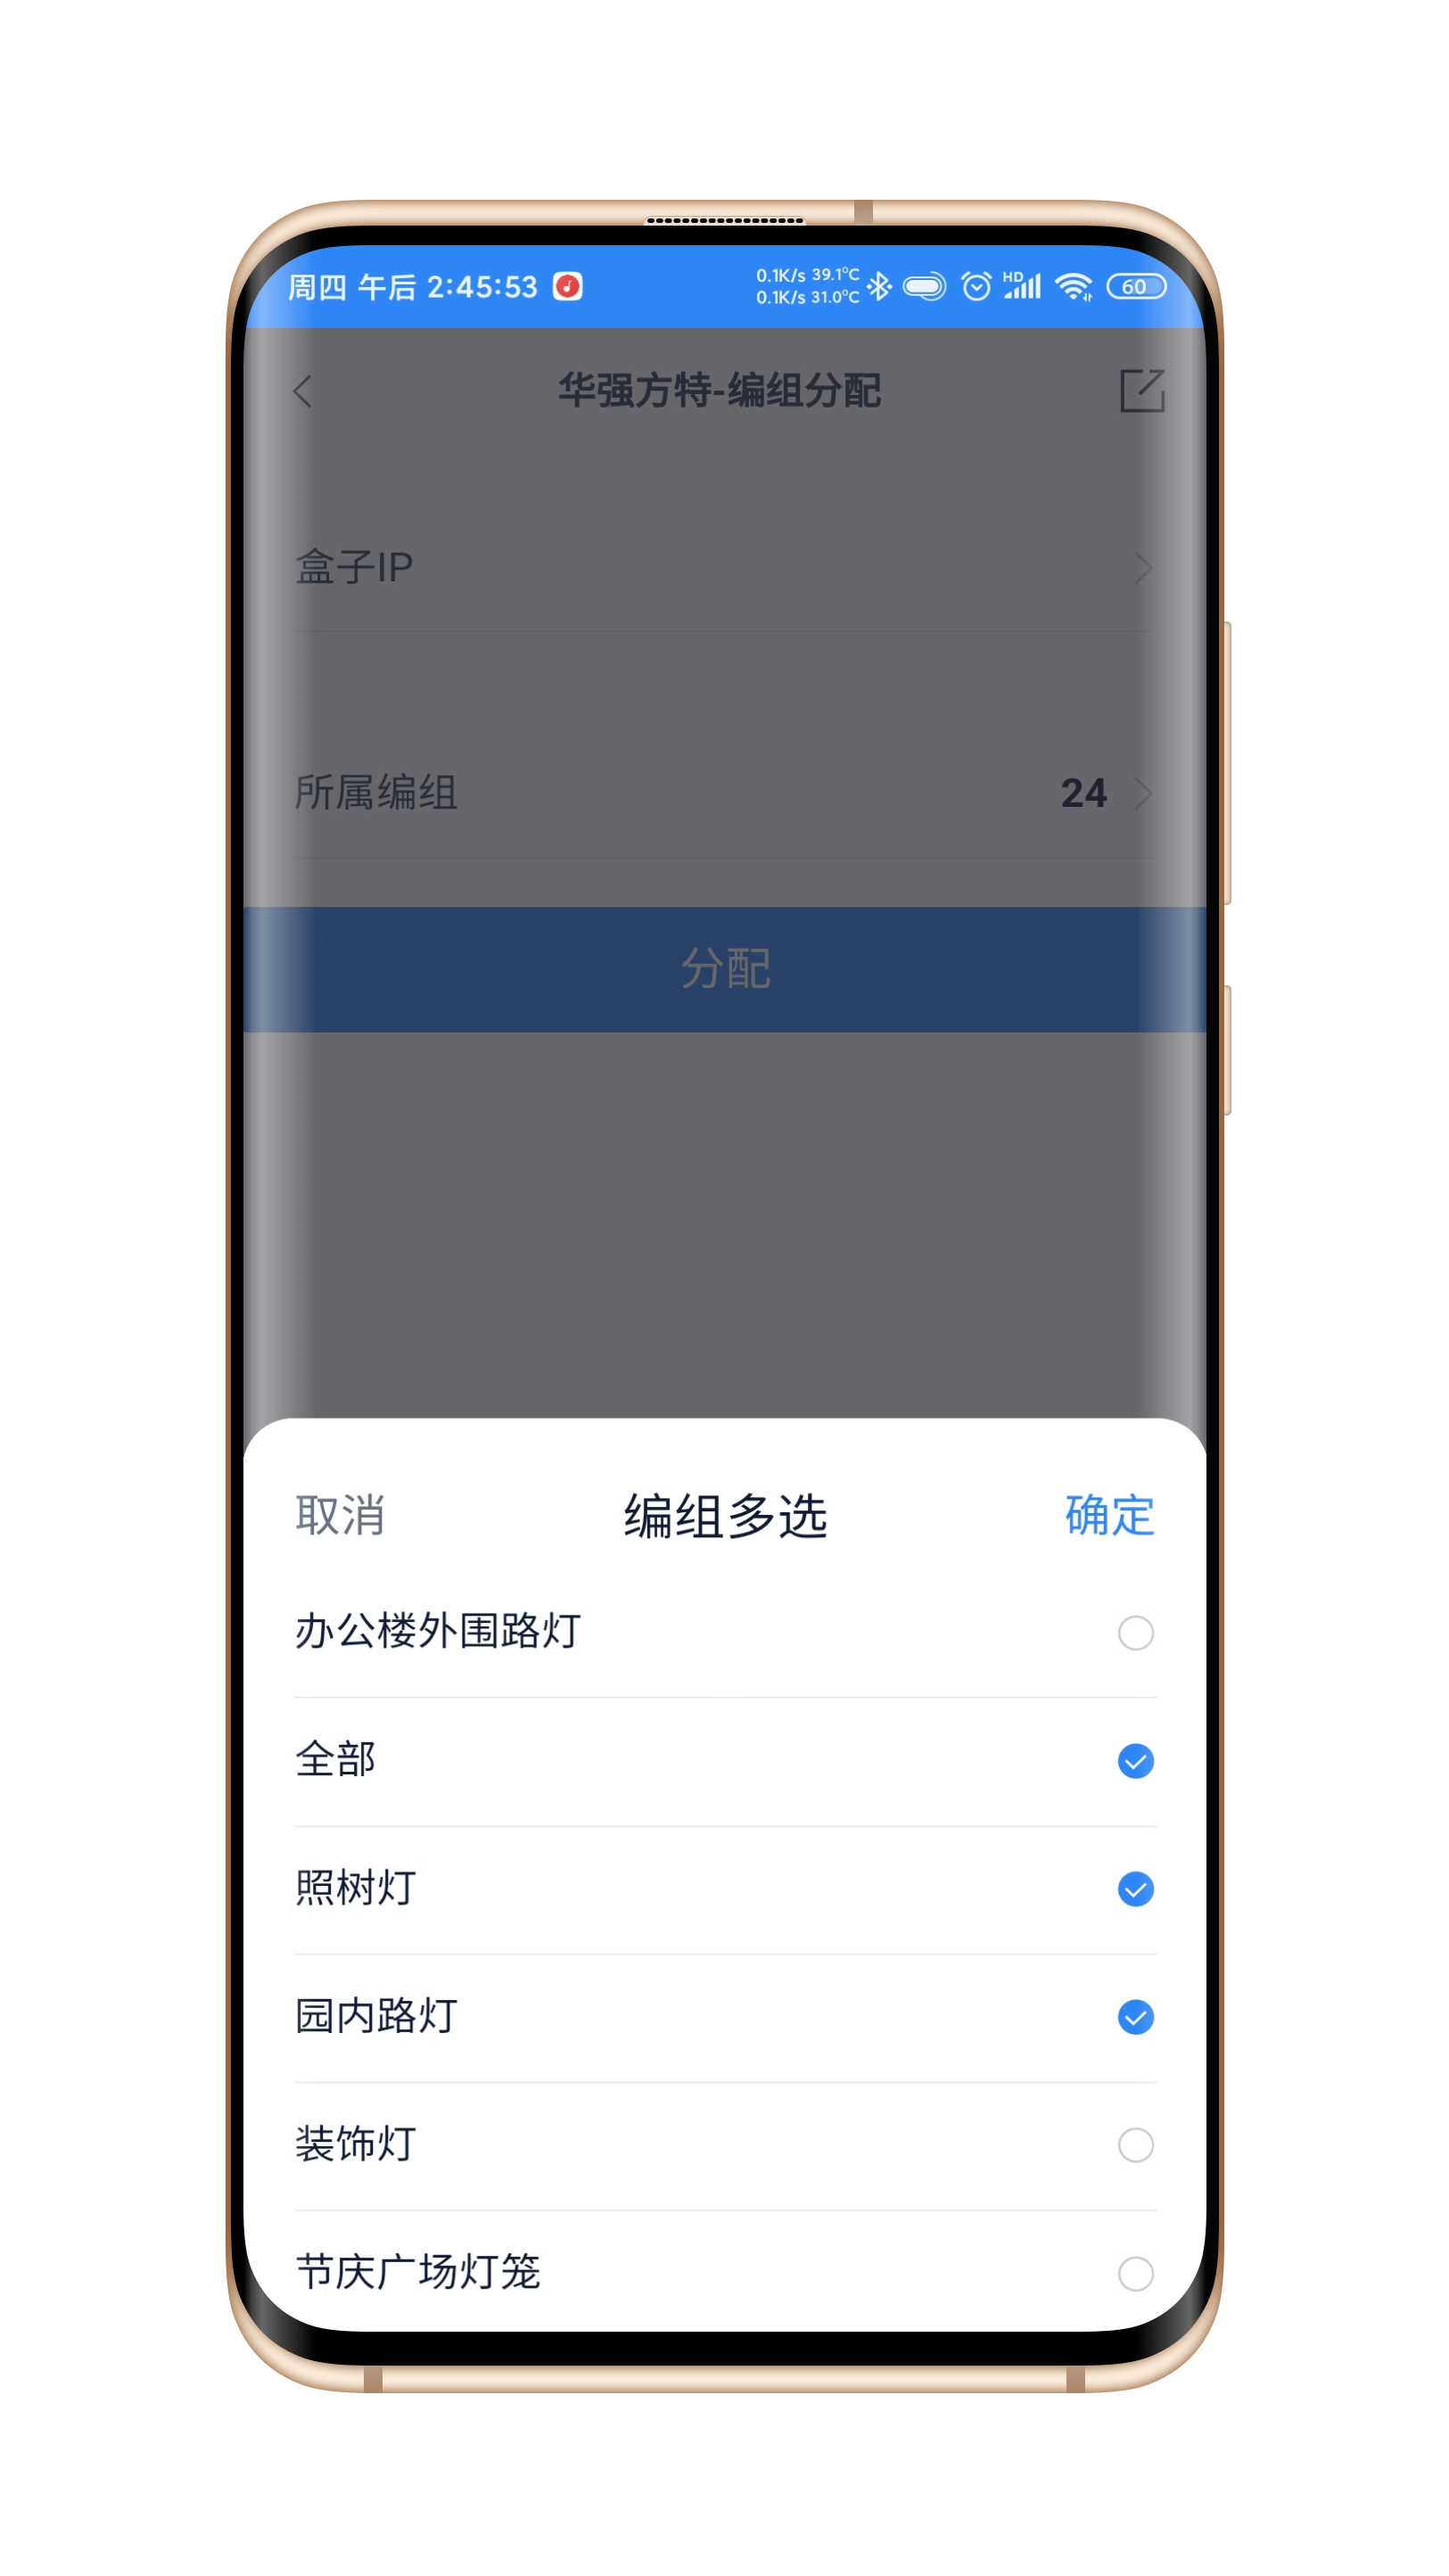 周四 午后 2:45:53
0.1K/s 39.1°C
0.1K/s 31.0°C
HD
60
华强方特-编组分配
盒子IP
所属编组 24
分配
取消 编组多选 确定
办公楼外围路灯
全部
照树灯
园内路灯
装饰灯
节庆广场灯笼